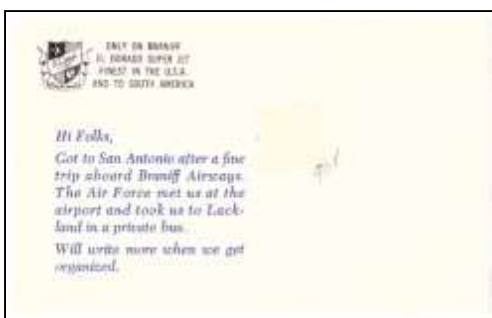 ONLY ON BRANIFF
EL DORADO SUPER JET
FINEST IN THE U.S.A.
AND TO SOUTH AMERICA
Hi Folks,
Got to San Antonio after a fine
trip aboard Braniff Airways.
The Air Force met us at the
airport and took us to Lack-
land in a private bus.
Will write more when we get
organized.